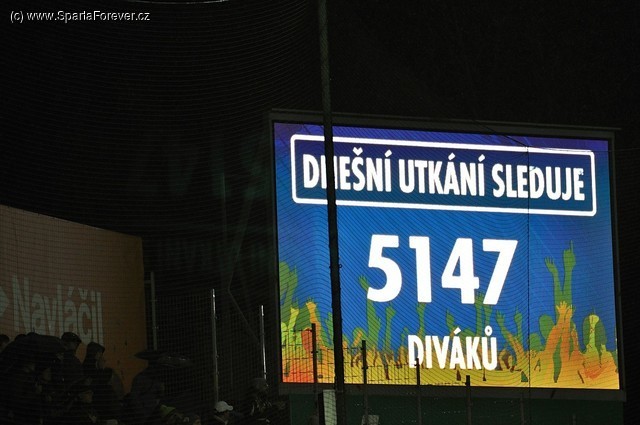 (c) www.SpartaForever.cz
DNEŠNÍ UTKÁNÍ SLEDUJE
5147
DIVÁKŮ
Navláčil